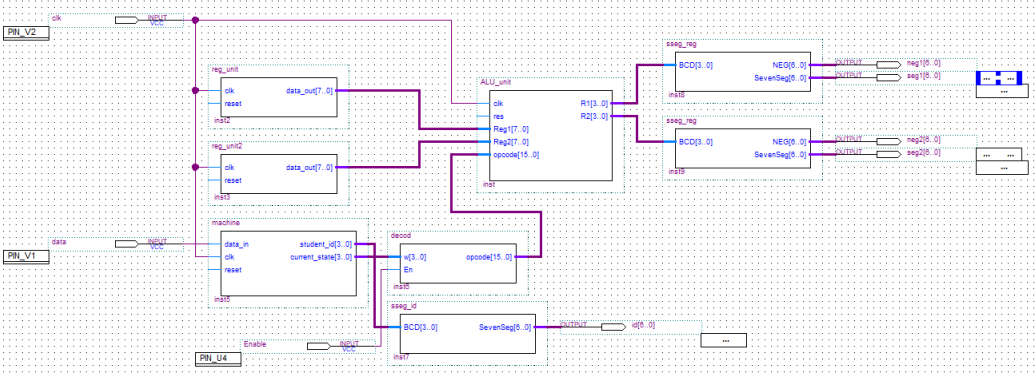 clk
INPUT
VCC
PIN_V2
reg_unit
clk
reset
data_out[7..0]
inst2
reg_unit2
clk
reset
data_out[7..0]
inst3
ALU_unit
clk
res
Reg1[7..0]
Reg2[7..0]
opcode[15..0]
R1[3..0]
R2[3..0]
inst
sseg_reg
BCD[3..0]
NEG[6..0]
SevenSeg[6..0]
inst8
OUTPUT
neg1[6..0]
OUTPUT
seg1[6..0]
... ...
...
sseg_reg
BCD[3..0]
NEG[6..0]
SevenSeg[6..0]
inst9
OUTPUT
neg2[6..0]
OUTPUT
seg2[6..0]
... ...
...
data
INPUT
VCC
PIN_V1
machine
data_in
clk
reset
student_id[3..0]
current_state[3..0]
inst5
decod
w[3..0]
En
opcode[15..0]
inst6
sseg_id
BCD[3..0]
SevenSeg[6..0]
inst7
OUTPUT
id[6..0]
...
Enable
INPUT
VCC
PIN_U4